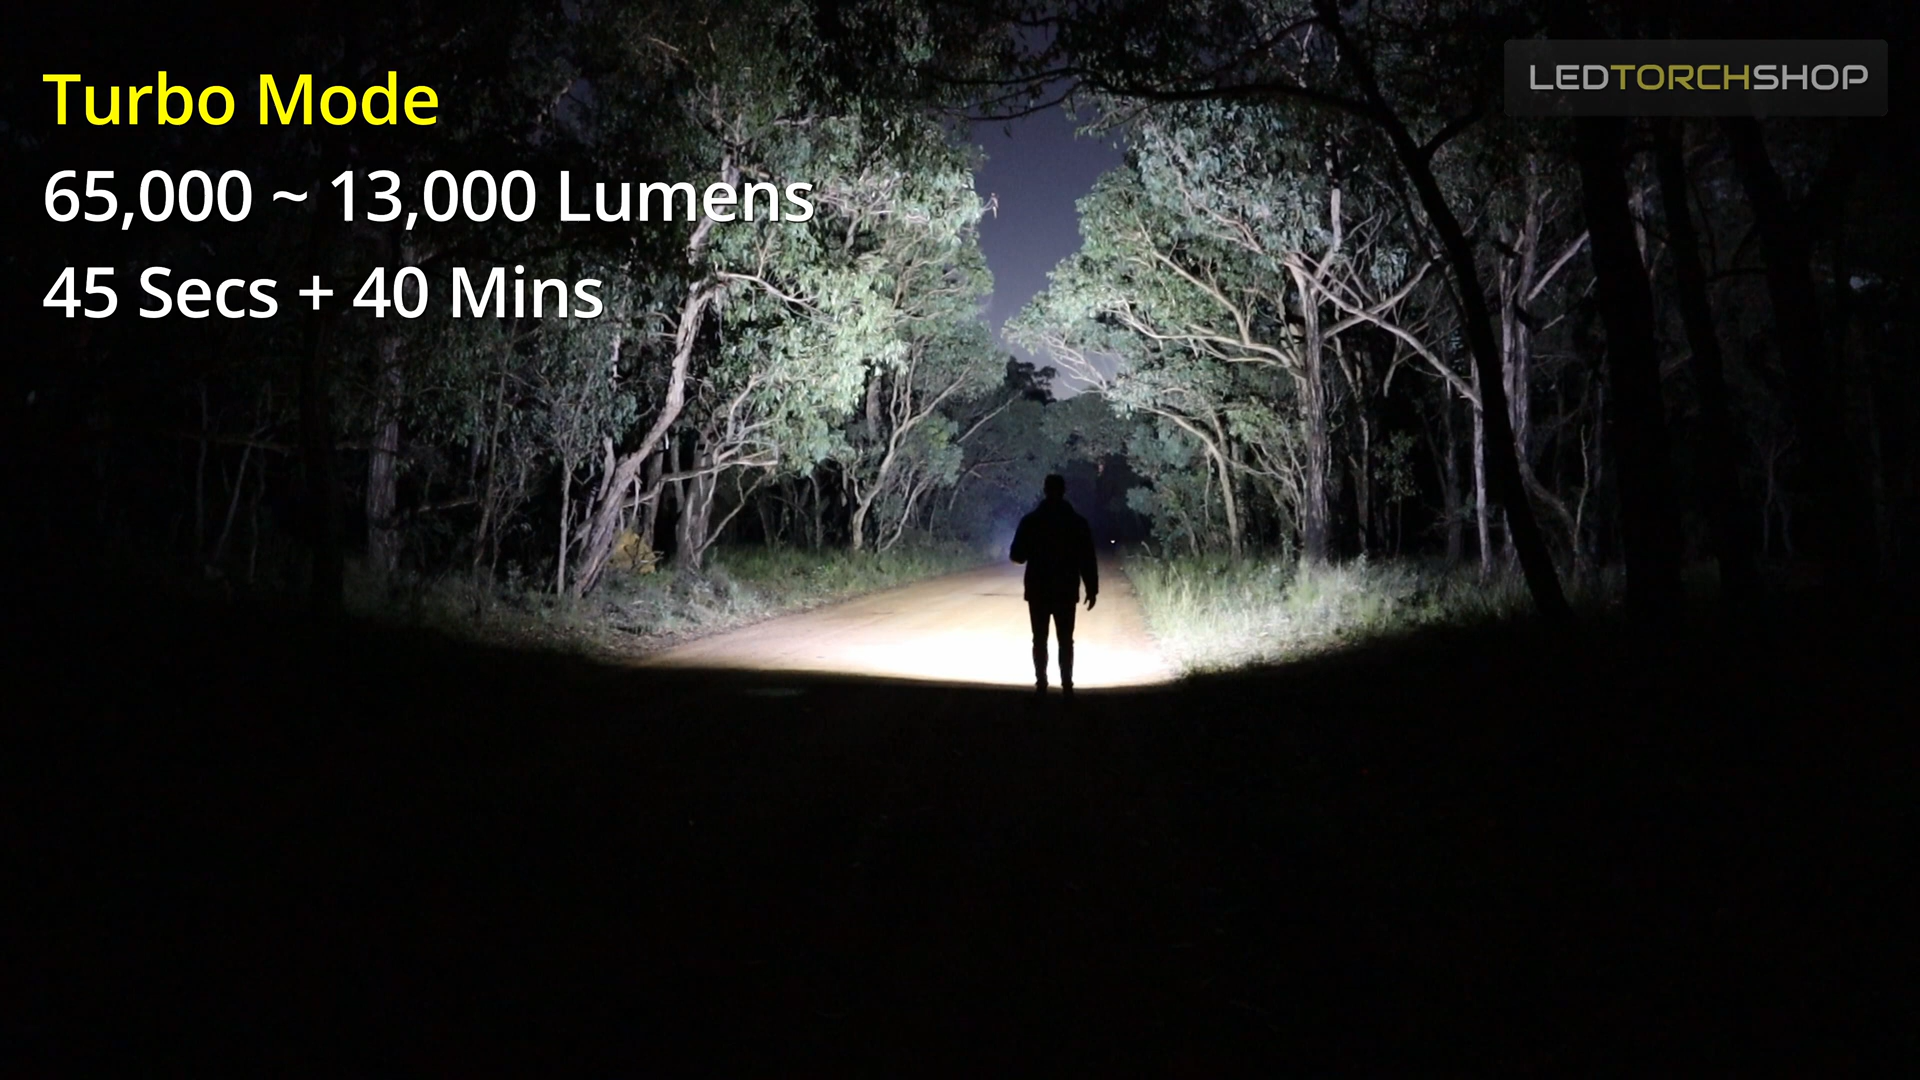 Turbo Mode
65,000 ~ 13,000 Lumens
45 Secs + 40 Mins
LEDTORCHSHOP